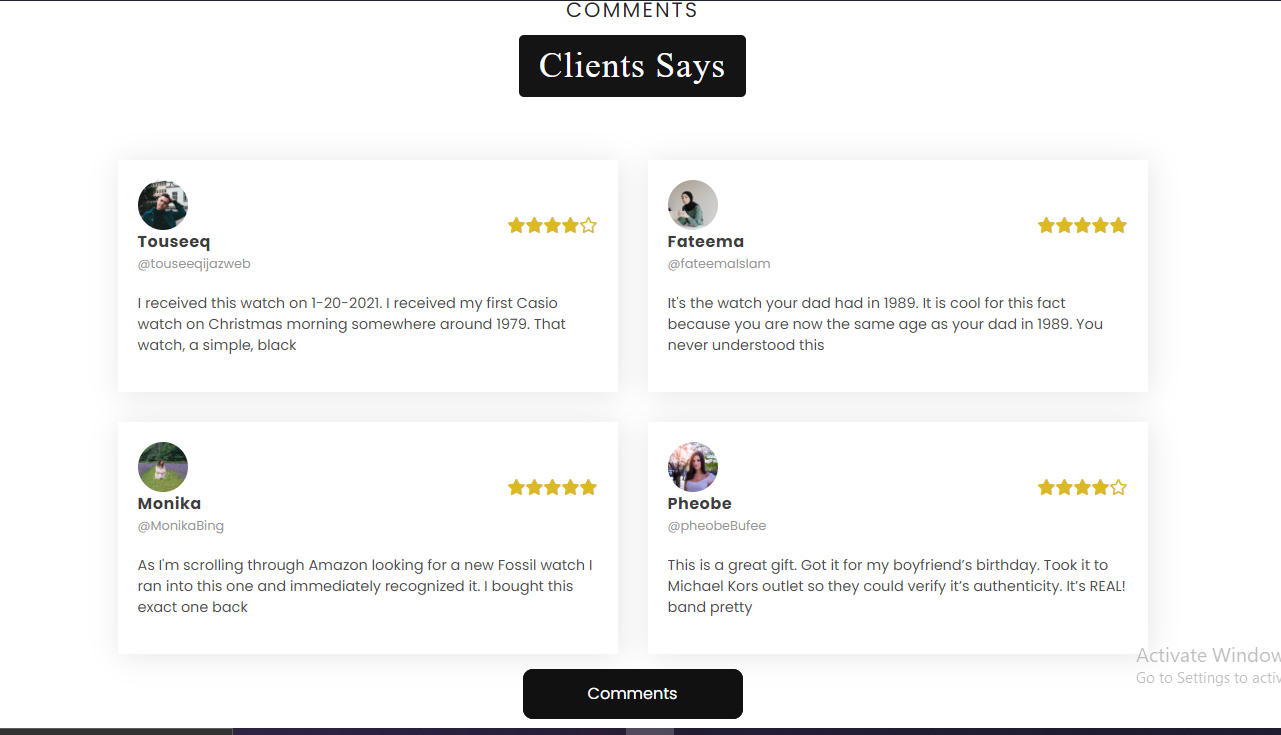 COMMENTS
Clients Says
Touseeq
@touseeqijazweb
I received this watch on 1-20-2021. I received my first Casio
watch on Christmas morning somewhere around 1979. That
watch, a simple, black
Fateema
@fateemaIslam
It's the watch your dad had in 1989. It is cool for this fact
because you are now the same age as your dad in 1989. You
never understood this
Monika
@MonikaBing
As I'm scrolling through Amazon looking for a new Fossil watch I
ran into this one and immediately recognized it. I bought this
exact one back
Pheobe
@pheobeBufee
This is a great gift. Got it for my boyfriend’s birthday. Took it to
Michael Kors outlet so they could verify it’s authenticity. It’s REAL!
band pretty
Comments
Activate Window
Go to Settings to activ